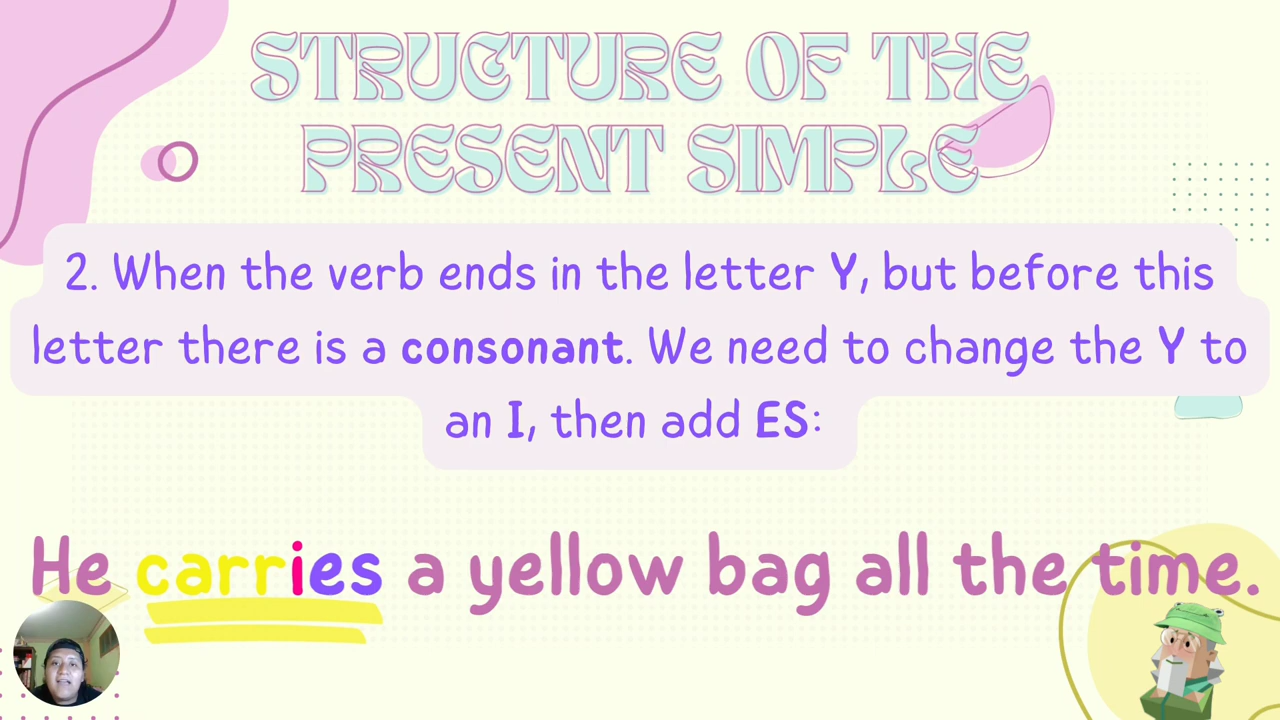 STRUCTURE OF THE
PRESENT SIMPLE
2. When the verb ends in the letter Y, but before this
letter there is a consonant. We need to change the Y to
an I, then add ES:
He carries a yellow bag all the time.